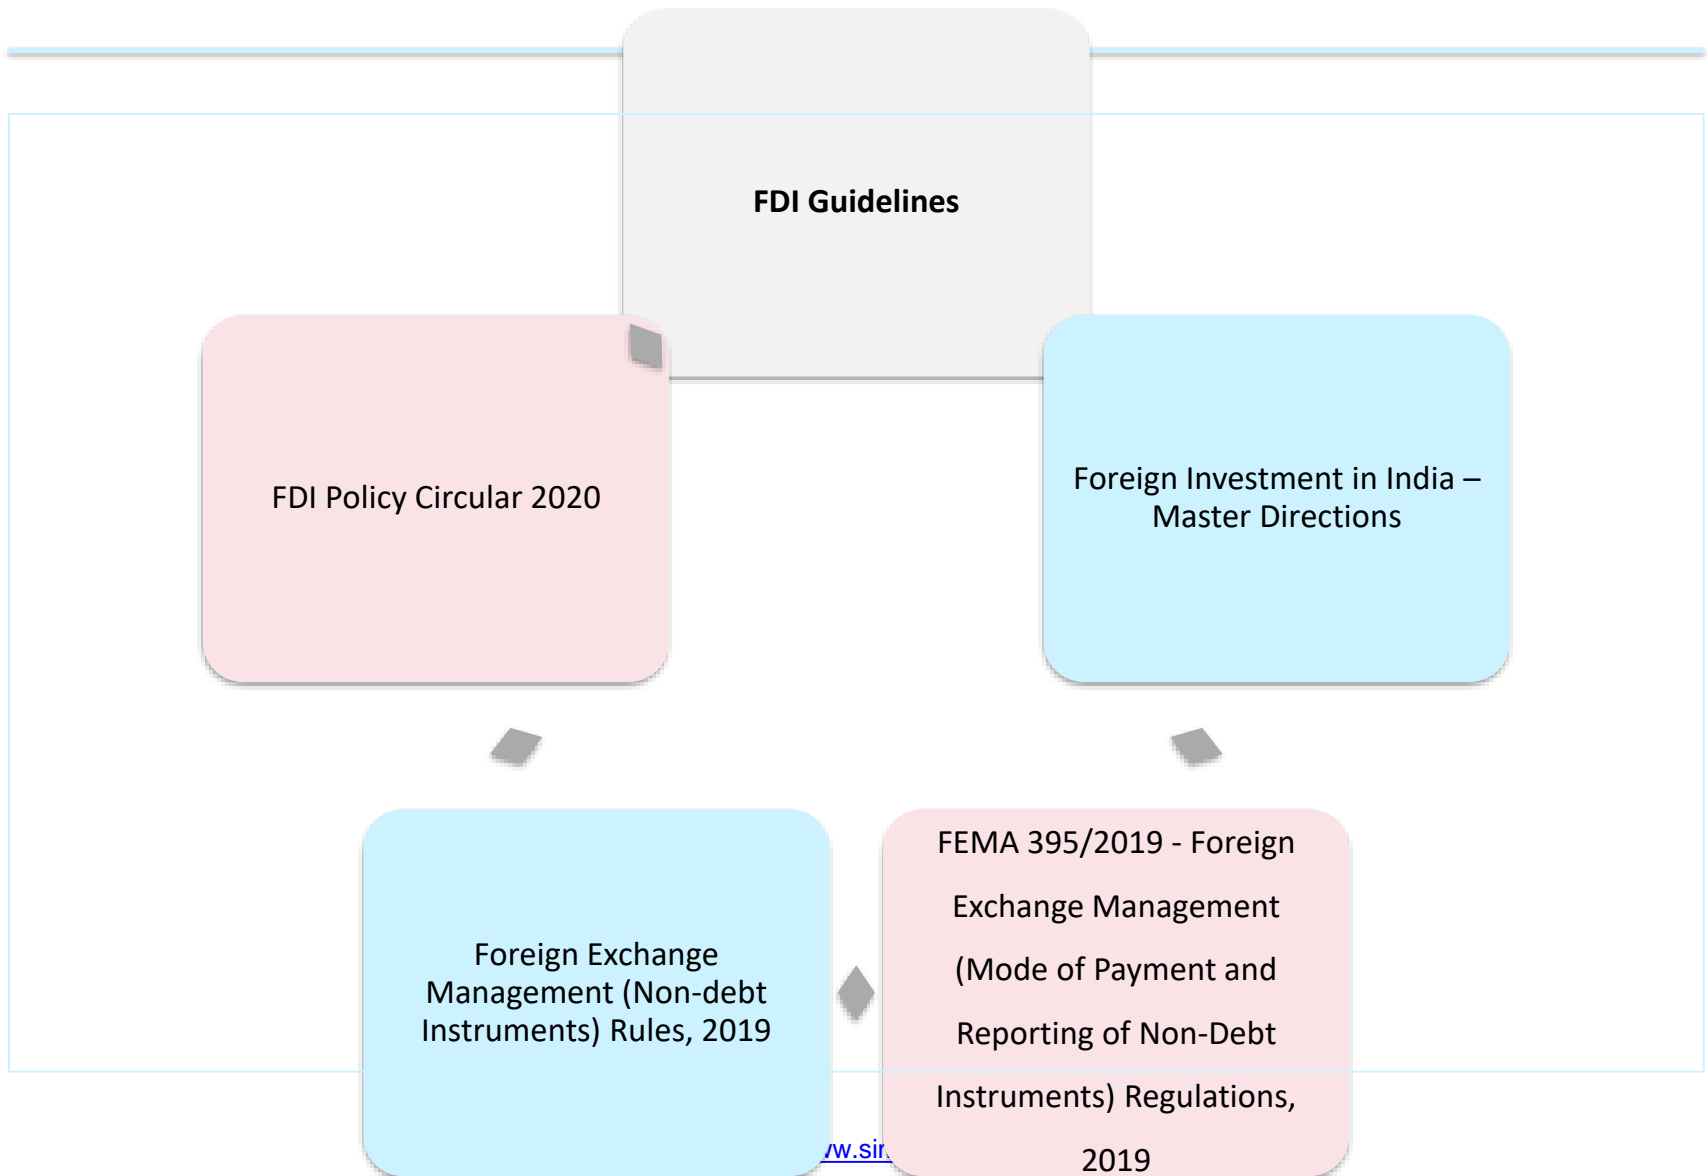 FDI Guidelines
FDI Policy Circular 2020
Foreign Investment in India –
Master Directions
Foreign Exchange
Management (Non-debt
Instruments) Rules, 2019
FEMA 395/2019 - Foreign
Exchange Management
(Mode of Payment and
Reporting of Non-Debt
Instruments) Regulations,
2019